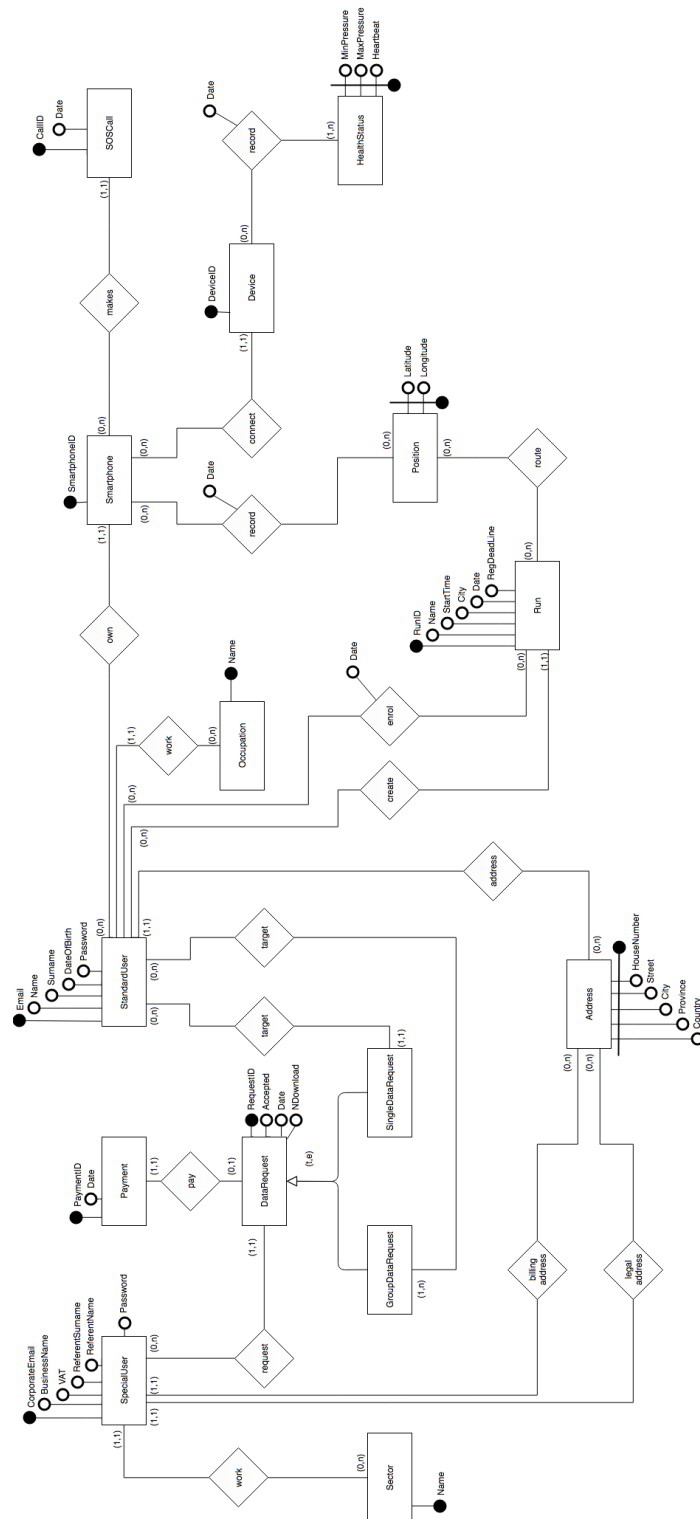 CallID
Date
SOSCall
(1,1)
makes
(0,n)
SmartphoneID
Smartphone
(1,1)
(0,n)
(0,n)
own
MinPressure
MaxPressure
Heartbeat
HealthStatus
(1,n)
Date
record
(0,n)
DeviceID
Device
(1,1)
connect
Date
record
Latitude
Longitude
Position
(0,n)
(0,n)
route
(0,n)
RunID
Name
StartTime
City
Date
RegDeadLine
Run
(0,n)
(1,1)
Date
enrol
create
Name
Occupation
(0,n)
work
(1,1)
(0,n)
(0,n)
(0,n)
(1,1)
Email
Name
Surname
DateOfBirth
Password
StandardUser
(0,n)
(0,n)
address
target
target
(0,n)
HouseNumber
Street
City
Province
Country
Address
(0,n)
(0,n)
(1,1)
SingleDataRequest
RequestID
Accepted
Date
NDownload
(t,e)
DataRequest
(0,1)
pay
(1,1)
PaymentID
Date
Payment
(1,1)
GroupDataRequest
(1,n)
request
billing
address
legal
address
CorporateEmail
BusinessName
VAT
ReferentSurname
ReferentName
Password
SpecialUser
(0,n)
(1,1)
(1,1)
(1,1)
work
(0,n)
Sector
Name